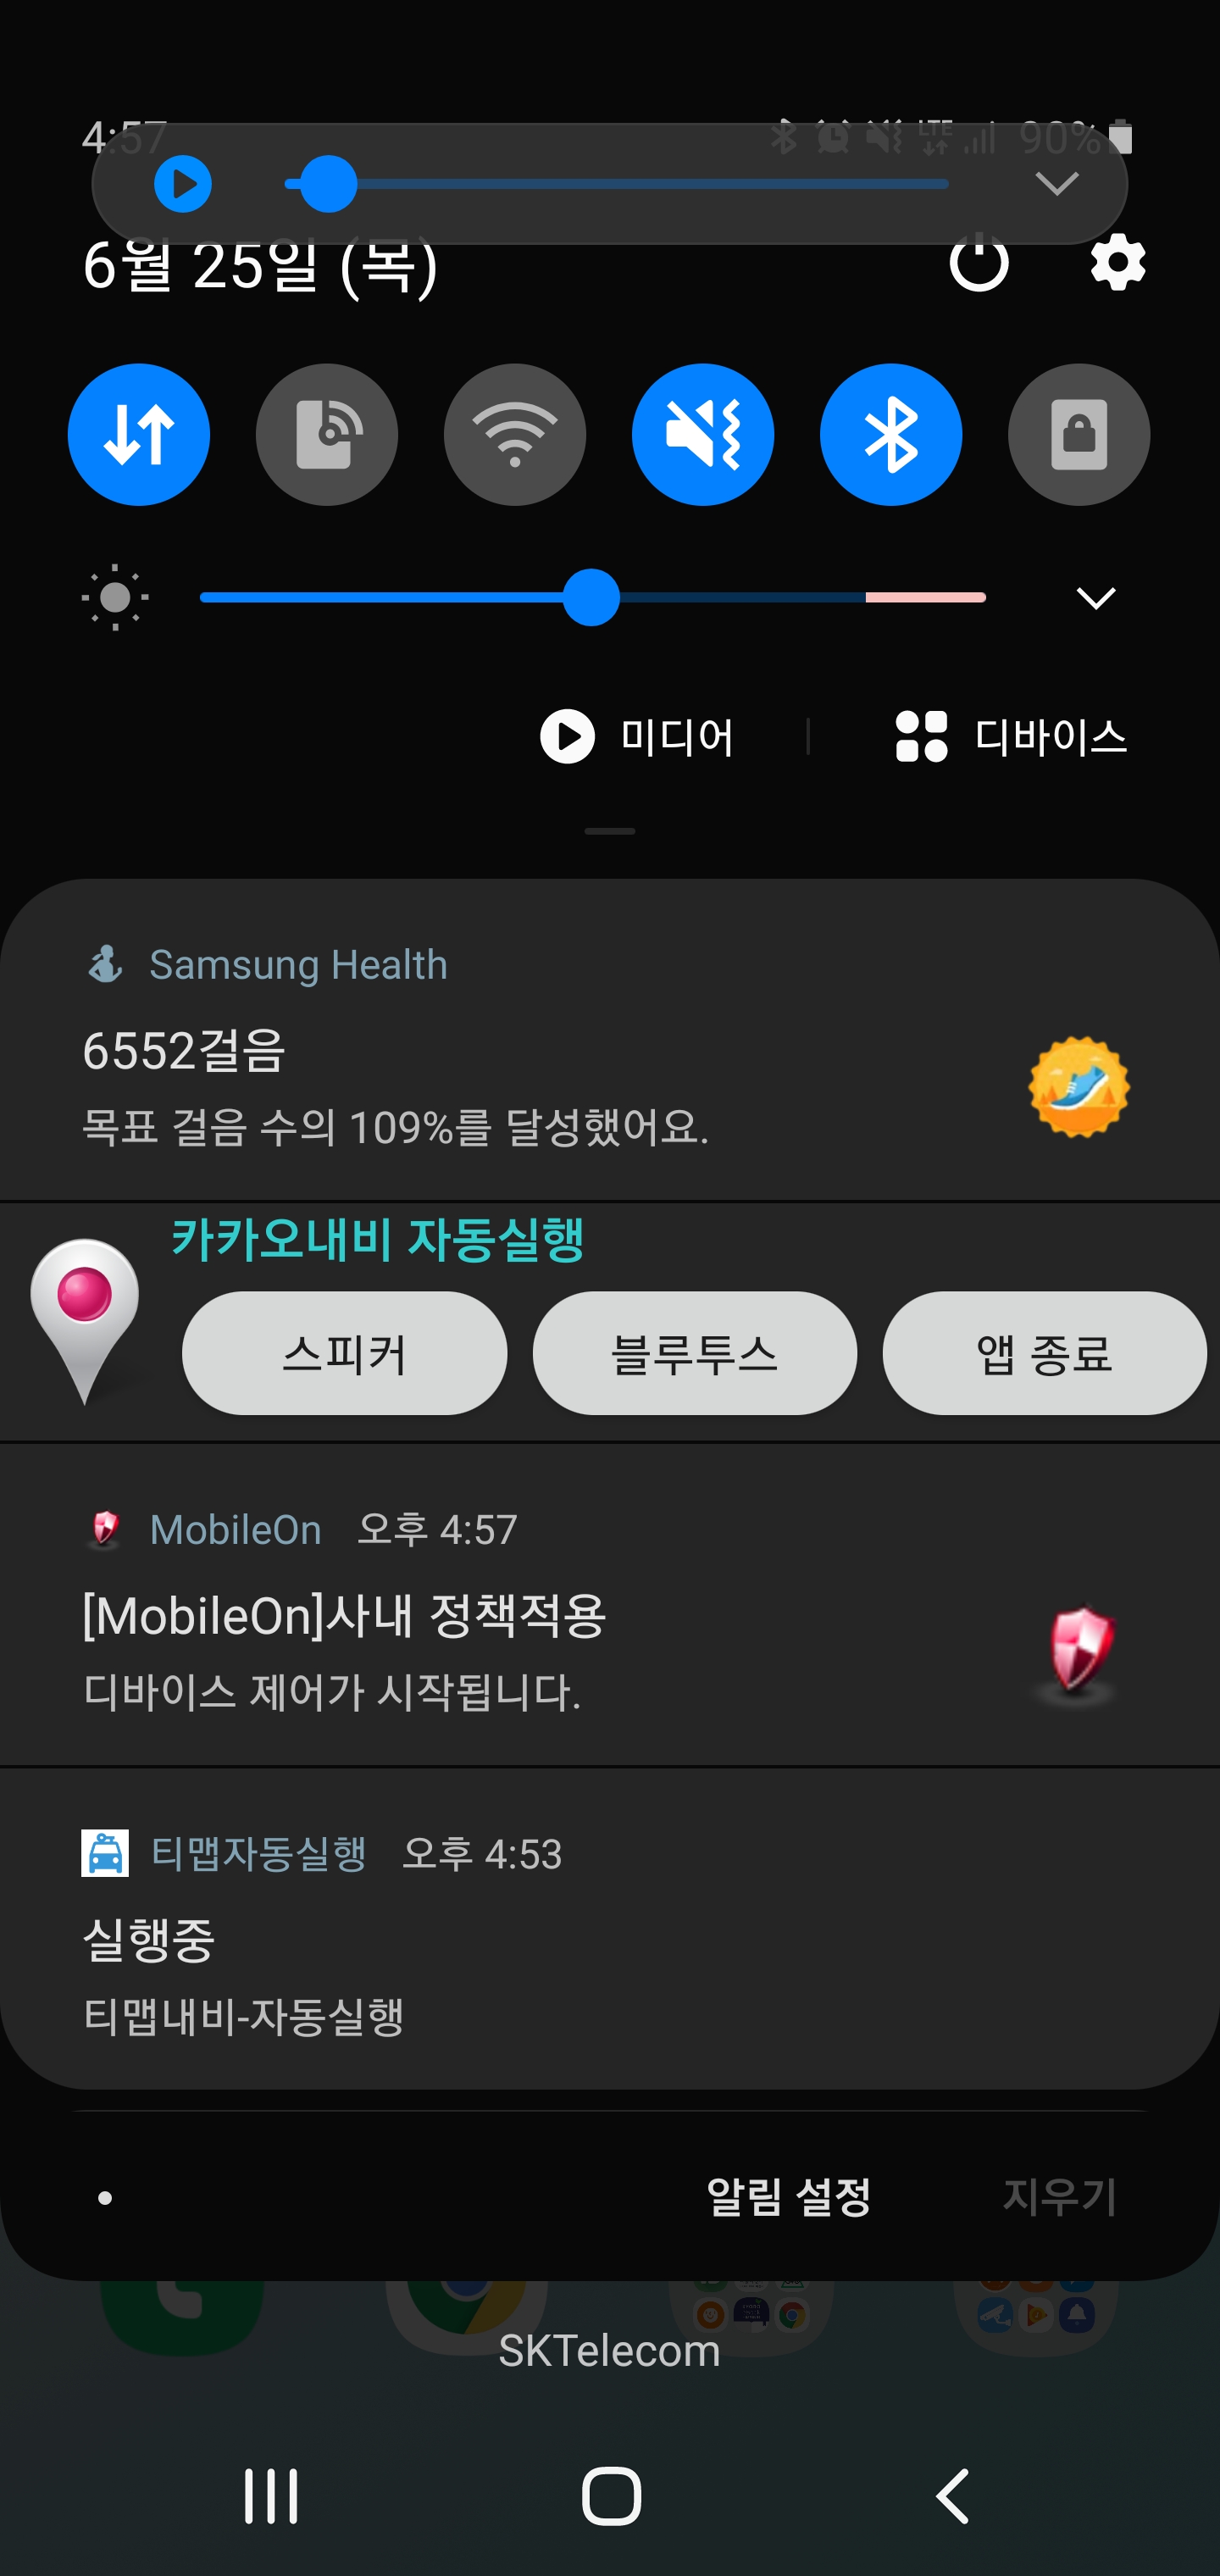 4:57
LTE
90%
6월 25일 (목)
미디어
디바이스
Samsung Health
6552걸음
목표 걸음 수의 109%를 달성했어요.
카카오내비 자동실행
스피커
블루투스
앱 종료
MobileOn 오후 4:57
[MobileOn]사내 정책적용
디바이스 제어가 시작됩니다.
티맵자동실행 오후 4:53
실행중
티맵내비-자동실행
알림 설정
지우기
SKTelecom